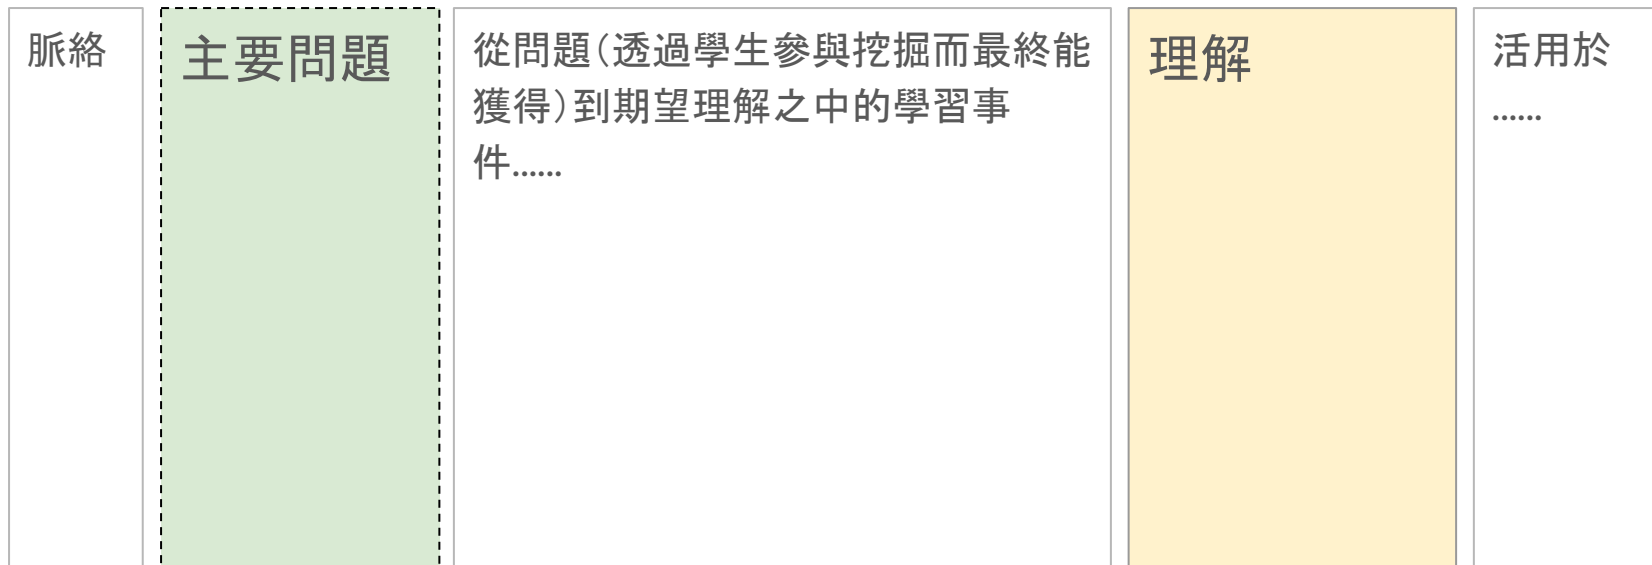 脈絡
主要問題
從問題(透過學生參與挖掘而最終能
獲得)到期望理解之中的學習事
件......
理解
活用於
......